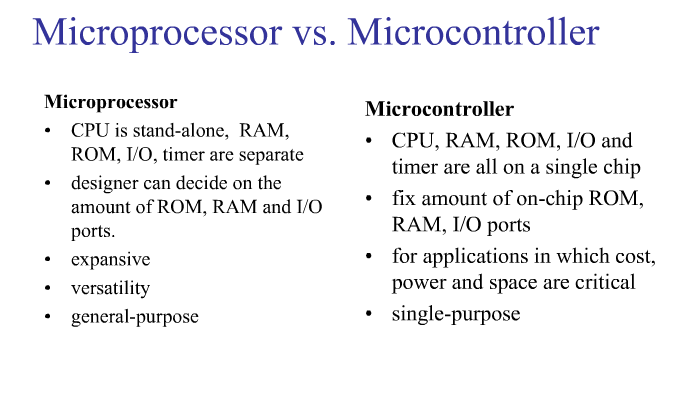 Microprocessor vs. Microcontroller
Microprocessor
• CPU is stand-alone, RAM,
ROM, I/O, timer are separate
• designer can decide on the
amount of ROM, RAM and I/O
ports.
• expansive
• versatility
• general-purpose
Microcontroller
• CPU, RAM, ROM, I/O and
timer are all on a single chip
• fix amount of on-chip ROM,
RAM, I/O ports
• for applications in which cost,
power and space are critical
• single-purpose